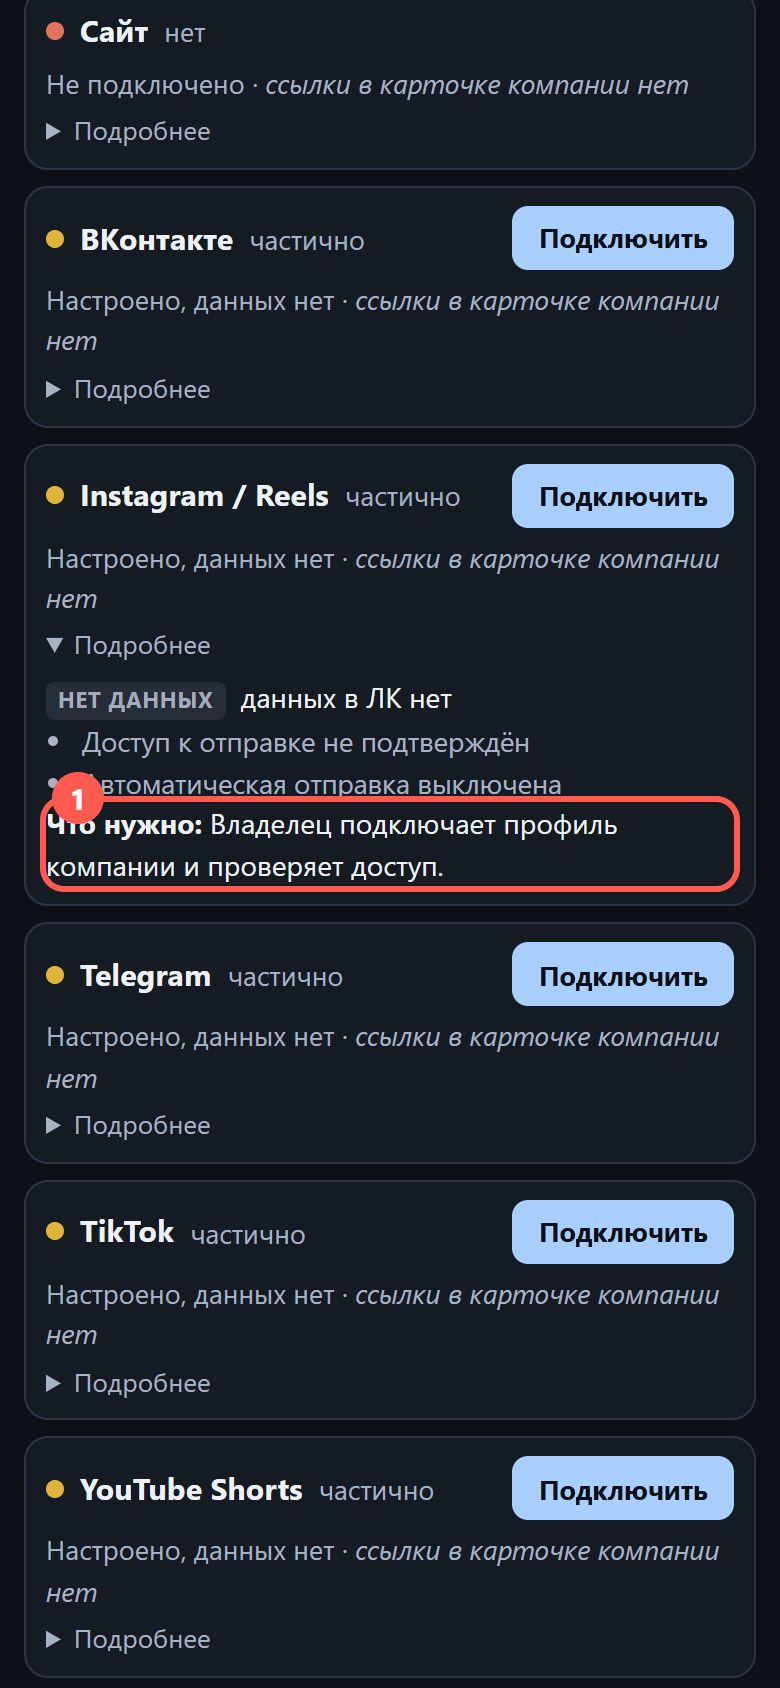 Сайт нет
Не подключено · ссылки в карточке компании нет
Подробнее
ВКонтакте частично
Подключить
Настроено, данных нет · ссылки в карточке компании
нет
Подробнее
Instagram / Reels частично
Подключить
Настроено, данных нет · ссылки в карточке компании
нет
Подробнее
НЕТ ДАННЫХ данных в ЛК нет
• Доступ к отправке не подтверждён
• Автоматическая отправка выключена
1
Что нужно: Владелец подключает профиль
компании и проверяет доступ.
Telegram частично
Подключить
Настроено, данных нет · ссылки в карточке компании
нет
Подробнее
TikTok частично
Подключить
Настроено, данных нет · ссылки в карточке компании
нет
Подробнее
YouTube Shorts частично
Подключить
Настроено, данных нет · ссылки в карточке компании
нет
Подробнее